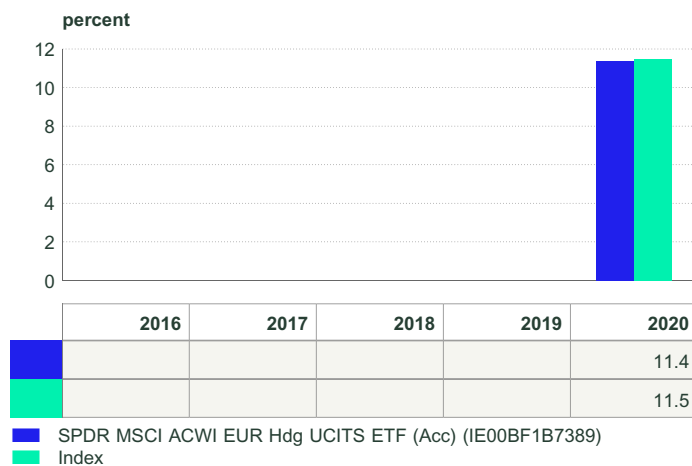 percent
12
10
8
6
4
2
0
2016 2017 2018 2019 2020
11.4
11.5
SPDR MSCI ACWI EUR Hdg UCITS ETF (Acc) (IE00BF1B7389)
Index